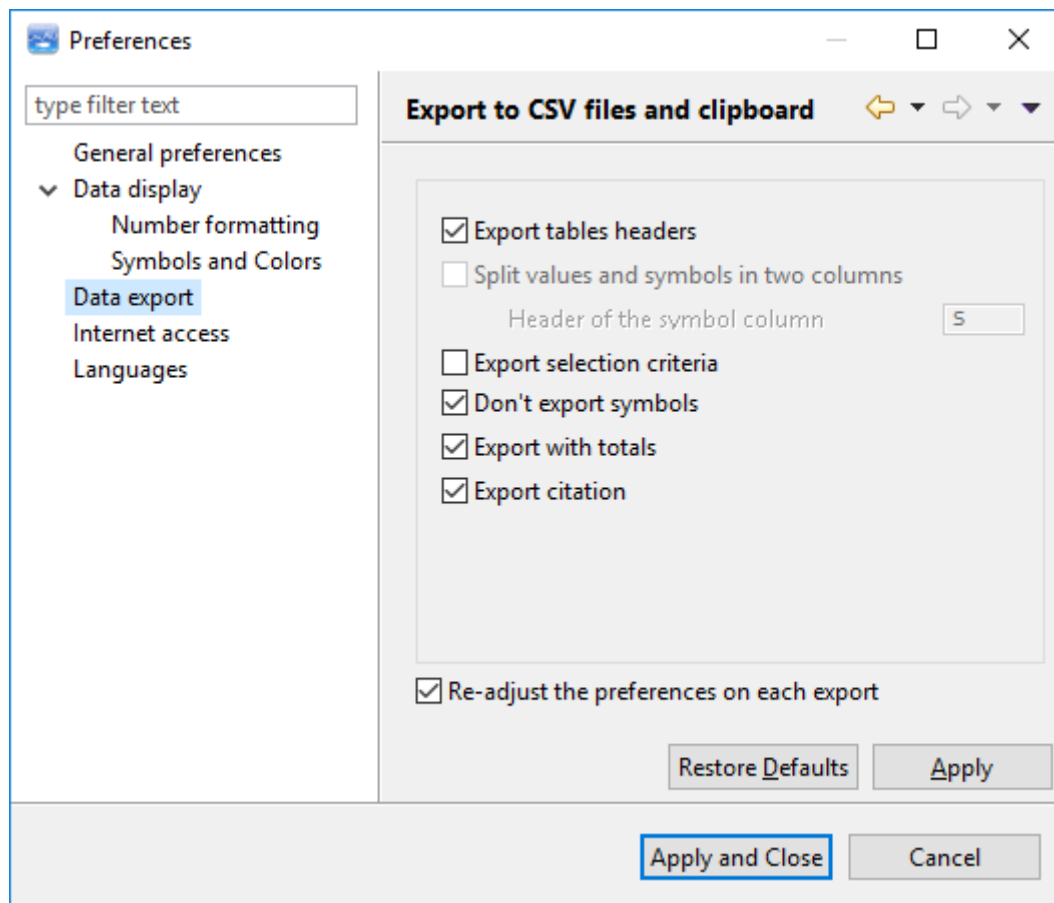 Preferences
type filter text
General preferences
Data display
Number formatting
Symbols and Colors
Data export
Internet access
Languages
Export to CSV files and clipboard
Export tables headers
Split values and symbols in two columns
Header of the symbol column S
Export selection criteria
Don't export symbols
Export with totals
Export citation
Re-adjust the preferences on each export
Restore Defaults Apply
Apply and Close Cancel